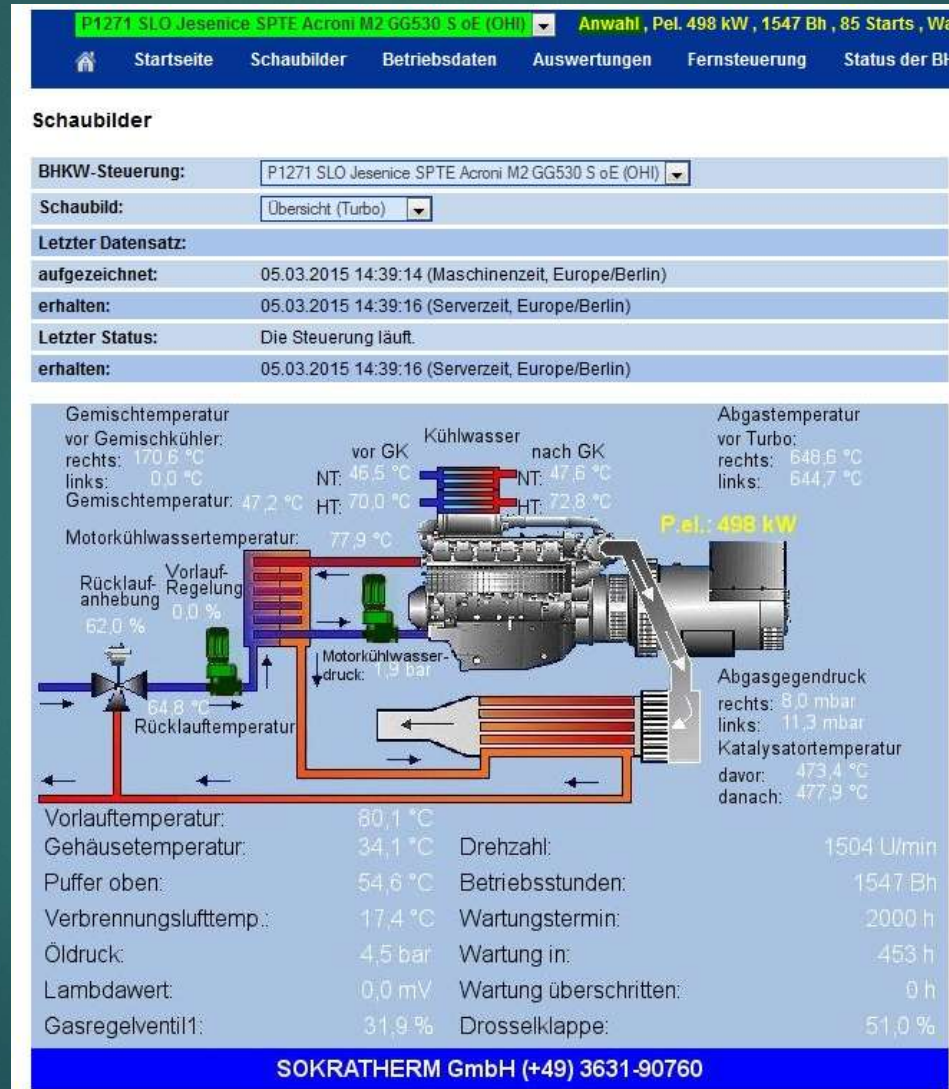 P1271 SLO Jesenice SPTE Acroni M2 GG530 S oE (OHI) Anwahl , Pel. 498 kW , 1547 Bh , 85 Starts , Wa
Startseite Schaubilder Betriebsdaten Auswertungen Fernsteuerung Status der BH
Schaubilder
BHKW-Steuerung: P1271 SLO Jesenice SPTE Acroni M2 GG530 S oE (OHI)
Schaubild: Übersicht (Turbo)
Letzter Datensatz:
aufgezeichnet: 05.03.2015 14:39:14 (Maschinenzeit, Europe/Berlin)
erhalten: 05.03.2015 14:39:16 (Serverzeit, Europe/Berlin)
Letzter Status: Die Steuerung läuft.
erhalten: 05.03.2015 14:39:16 (Serverzeit, Europe/Berlin)
Gemischtemperatur
vor Gemischkühler:
rechts: 170,6 °C
links: 0,0 °C
Gemischtemperatur: 47,2 °C
Kühlwasser
vor GK nach GK
NT: 46,5 °C NT: 47,6 °C
HT: 70,0 °C HT: 72,8 °C
Abgastemperatur
vor Turbo:
rechts: 648,6 °C
links: 644,7 °C
P.el.: 498 kW
Motorkühlwassertemperatur: 77,9 °C
Rücklauf-
anhebung
62,0 %
Vorlauf-
Regelung
0,0 %
Motorkühlwasser-
druck: 1,9 bar
64,8 °C
Rücklauftemperatur
Abgasgegendruck
rechts: 8,0 mbar
links: 11,3 mbar
Katalysatortemperatur
davor: 473,4 °C
danach: 477,9 °C
Vorlauftemperatur: 80,1 °C
Gehäusetemperatur: 34,1 °C Drehzahl: 1504 U/min
Puffer oben: 54,6 °C Betriebsstunden: 1547 Bh
Verbrennungslufttemp.: 17,4 °C Wartungstermin: 2000 h
Öldruck: 4,5 bar Wartung in: 453 h
Lambdawert: 0,0 mV Wartung überschritten: 0 h
Gasregelventil1: 31,9 % Drosselklappe: 51,0 %
SOKRATHERM GmbH (+49) 3631-90760